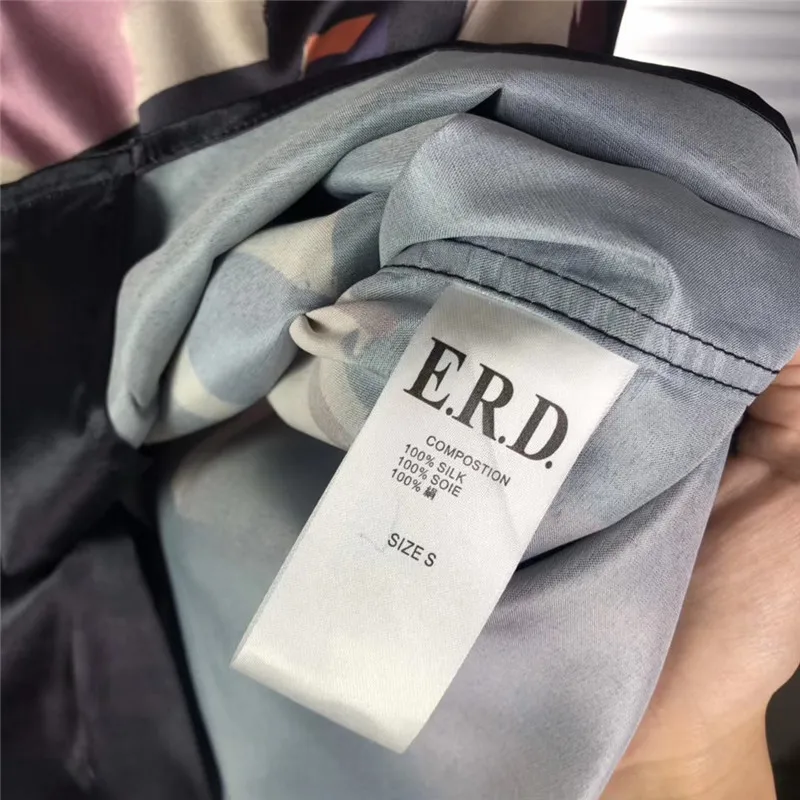 E.R.D.
COMPOSTION
100% SILK
100% SOIE
100% 絹
SIZE S